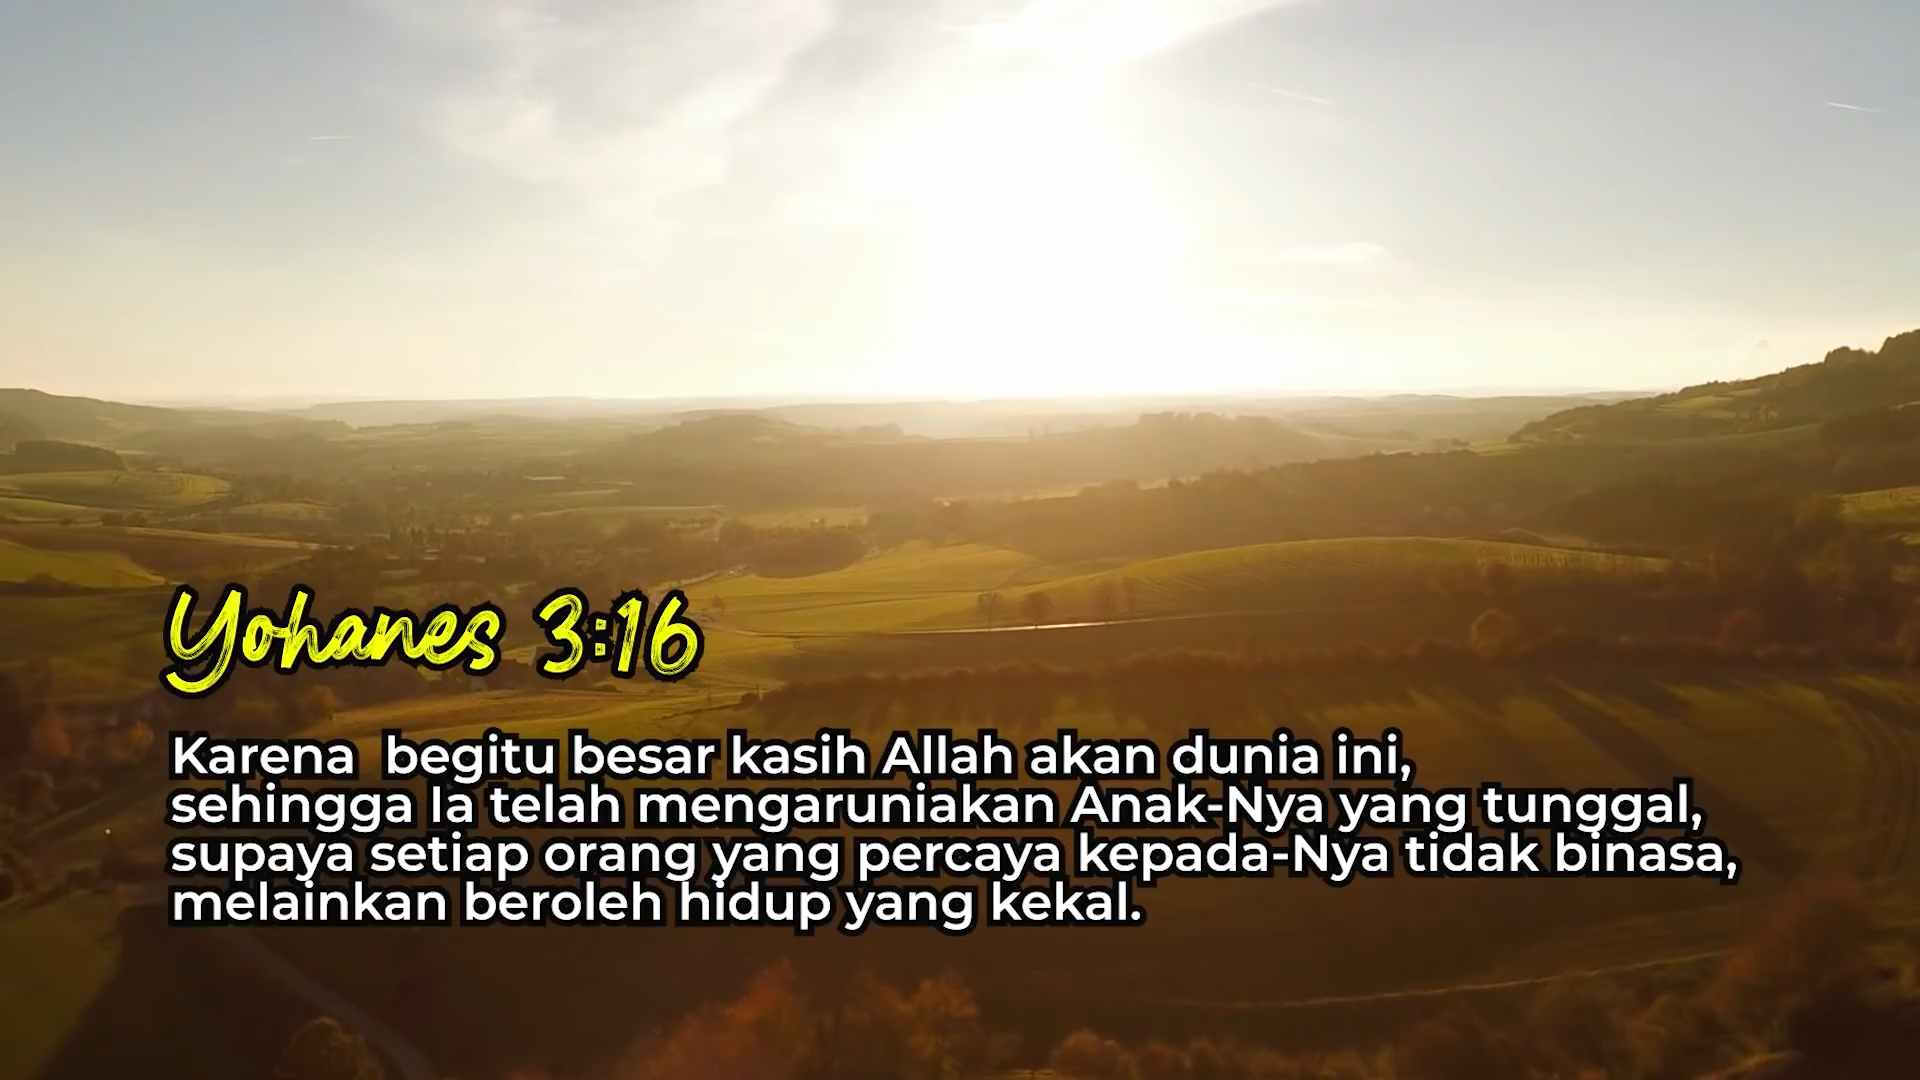 Yohanes 3:16
Karena  begitu besar kasih Allah akan dunia ini,
sehingga Ia telah mengaruniakan Anak-Nya yang tunggal,
supaya setiap orang yang percaya kepada-Nya tidak binasa,
melainkan beroleh hidup yang kekal.